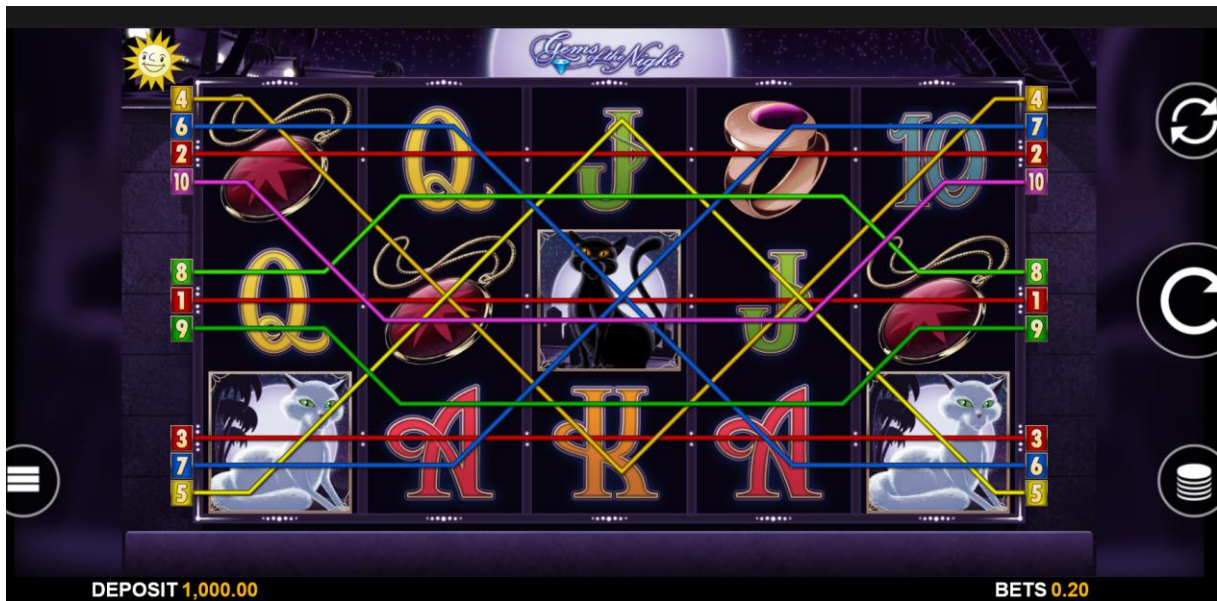 Gems of the Night
4 4
6 Q J 7
2 10 2
10 10
8 8
1 Q J 1
9 9
3 A K A 3
7 6
5 5
DEPOSIT 1,000.00 BETS 0.20